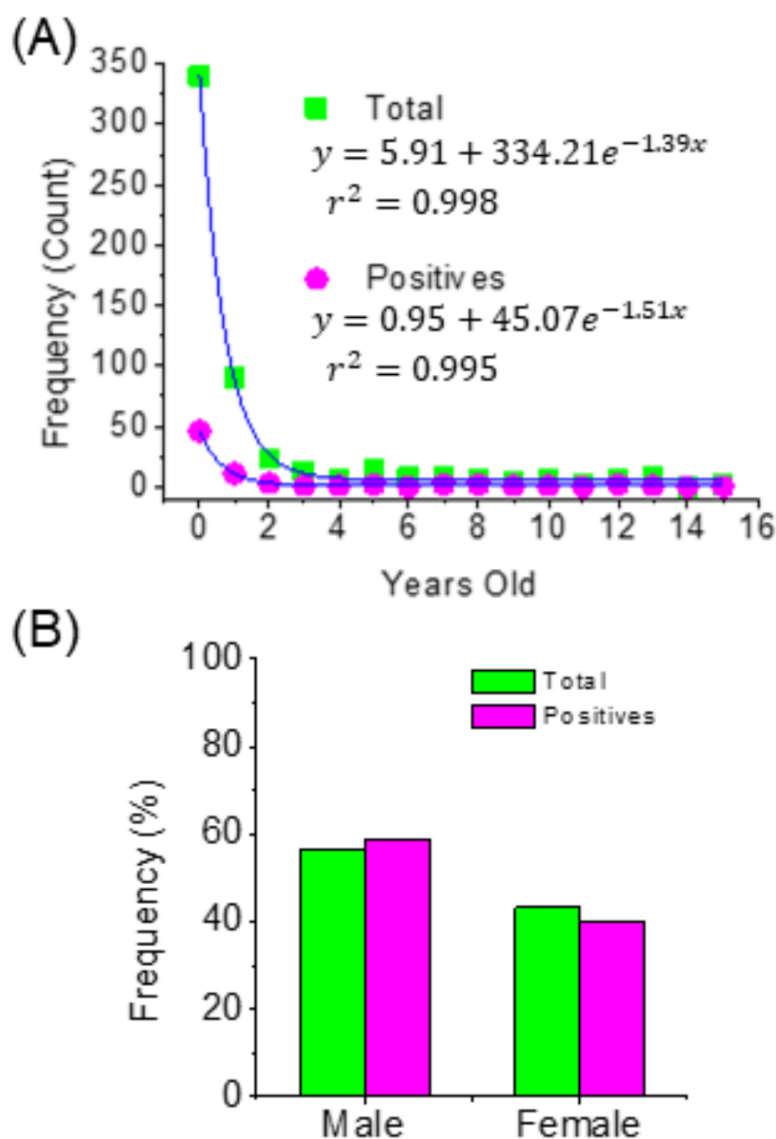 (A)
350
300
250
200
150
100
50
0
Frequency (Count)
Total
y = 5.91 + 334.21e^{−1.39x}
r² = 0.998
Positives
y = 0.95 + 45.07e^{−1.51x}
r² = 0.995
0 2 4 6 8 10 12 14 16
Years Old
(B)
100
80
60
40
20
0
Frequency (%)
Total
Positives
Male Female